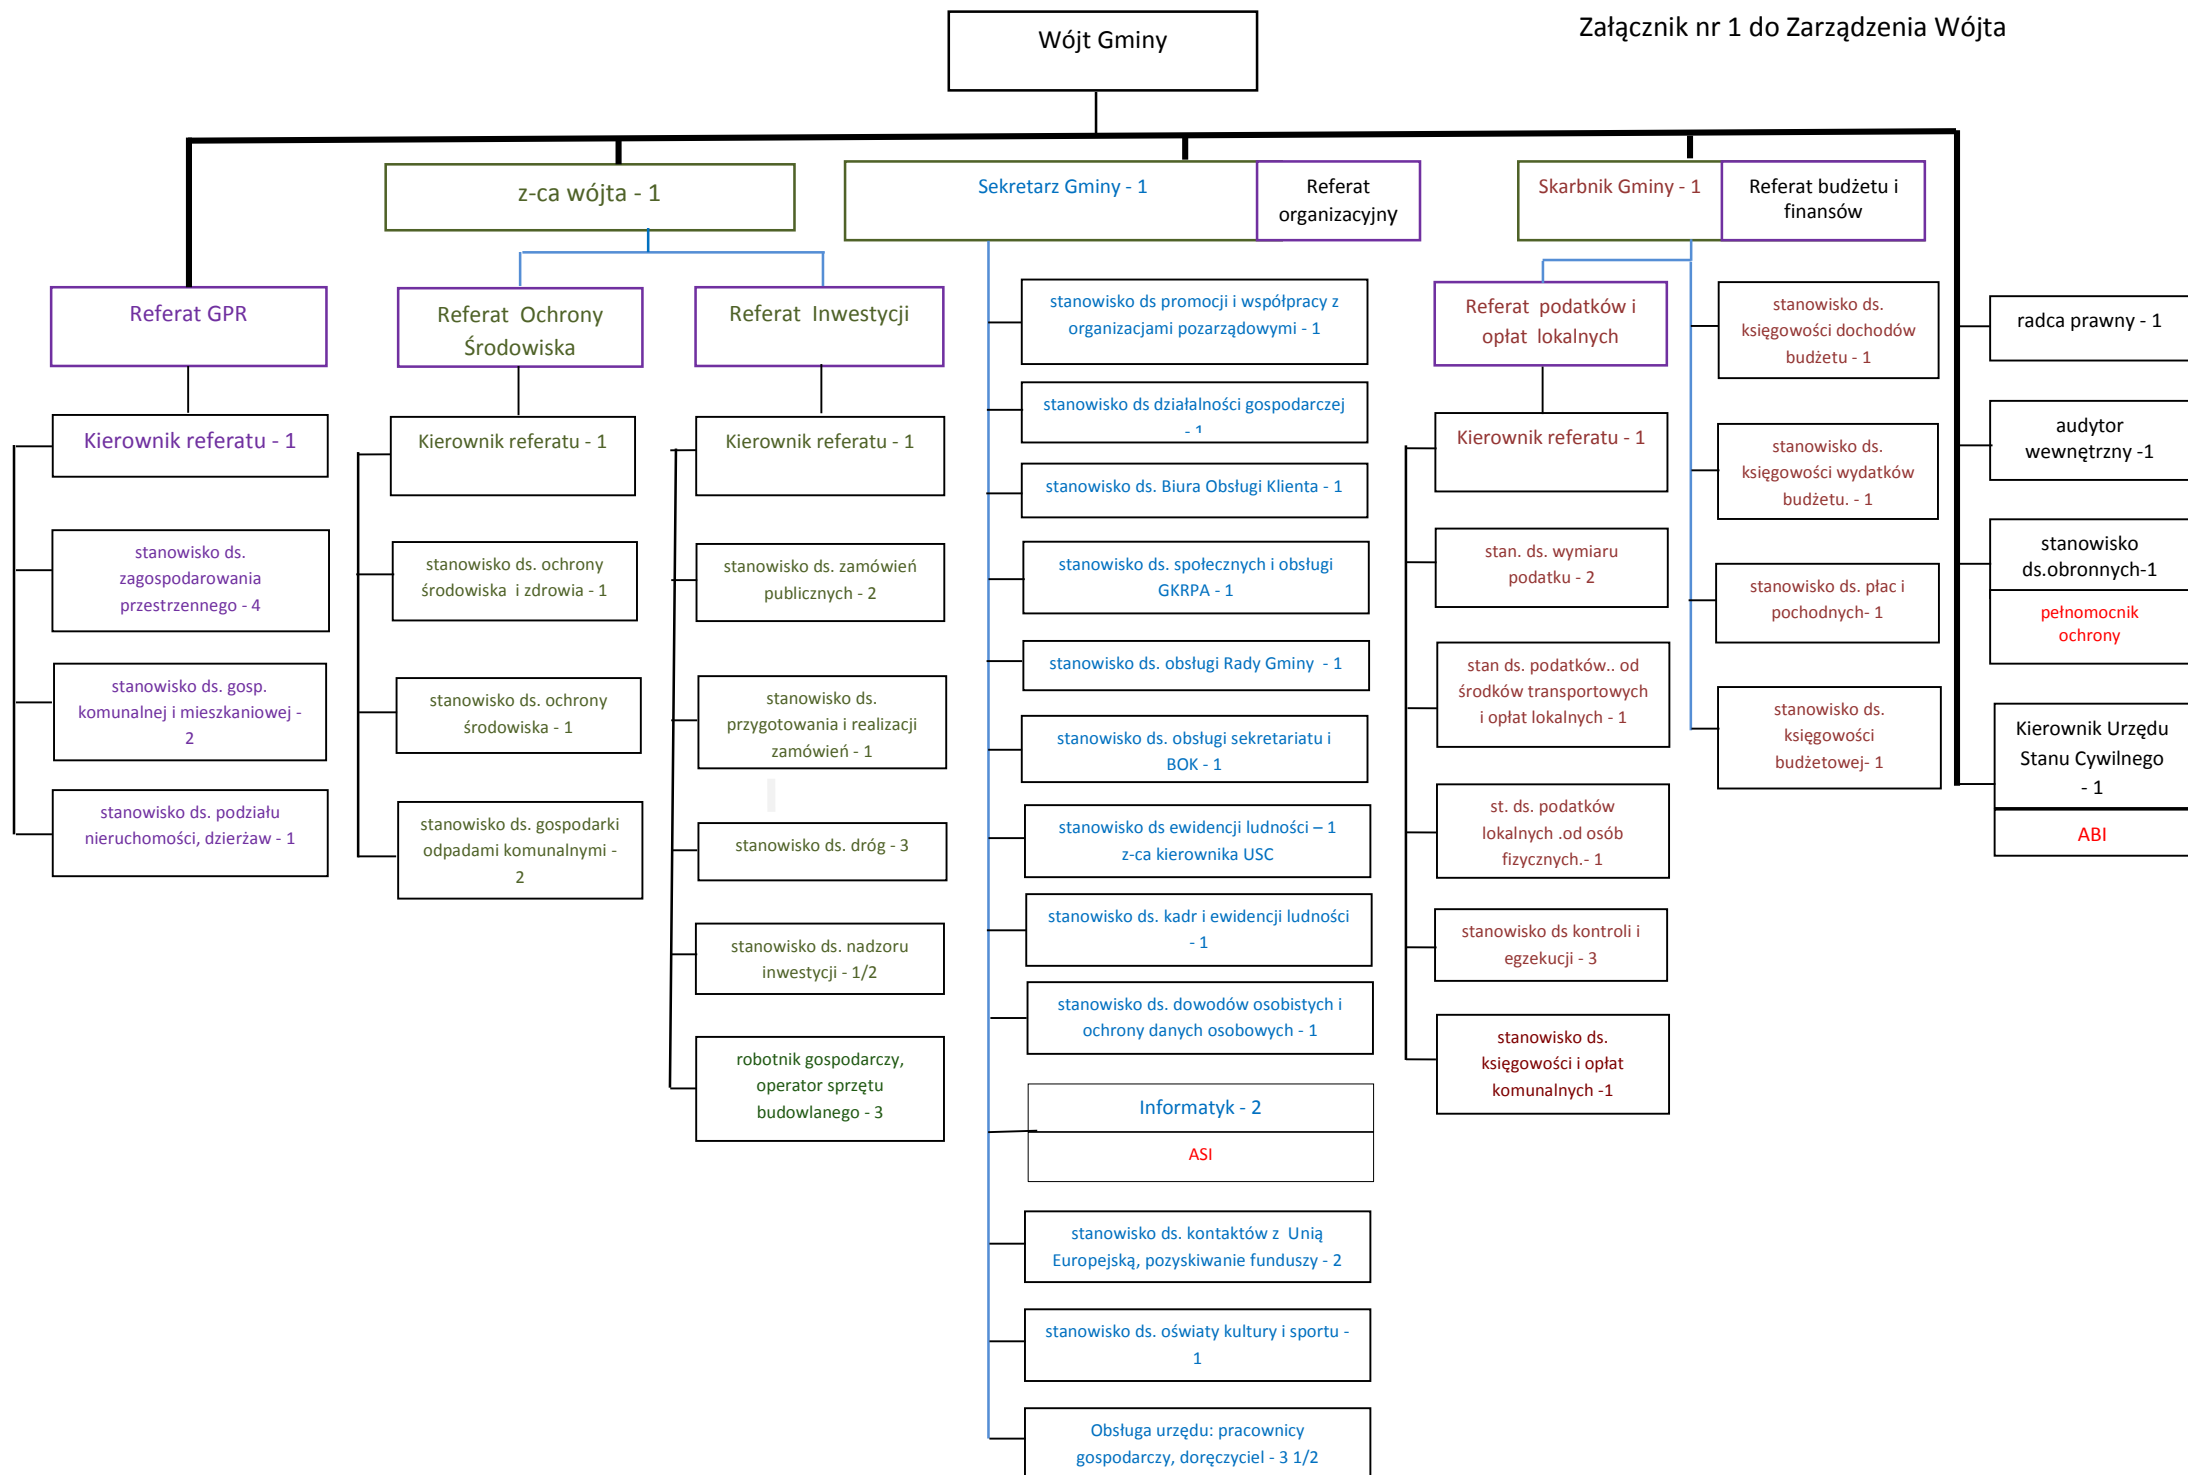 Załącznik nr 1 do Zarządzenia Wójta
Wójt Gminy
z-ca wójta - 1
Sekretarz Gminy - 1
Referat
organizacyjny
Skarbnik Gminy - 1
Referat budżetu i
finansów
Referat GPR
Kierownik referatu - 1
stanowisko ds.
zagospodarowania
przestrzennego - 4
stanowisko ds. gosp.
komunalnej i mieszkaniowej -
2
stanowisko ds. podziału
nieruchomości, dzierżaw - 1
Referat Ochrony
Środowiska
Kierownik referatu - 1
stanowisko ds. ochrony
środowiska i zdrowia - 1
stanowisko ds. ochrony
środowiska - 1
stanowisko ds. gospodarki
odpadami komunalnymi -
2
Referat Inwestycji
Kierownik referatu - 1
stanowisko ds. zamówień
publicznych - 2
stanowisko ds.
przygotowania i realizacji
zamówień - 1
stanowisko ds. dróg - 3
stanowisko ds. nadzoru
inwestycji - 1/2
robotnik gospodarczy,
operator sprzętu
budowlanego - 3
stanowisko ds promocji i współpracy z
organizacjami pozarządowymi - 1
stanowisko ds działalności gospodarczej
- 1
stanowisko ds. Biura Obsługi Klienta - 1
stanowisko ds. społecznych i obsługi
GKRPA - 1
stanowisko ds. obsługi Rady Gminy - 1
stanowisko ds. obsługi sekretariatu i
BOK - 1
stanowisko ds ewidencji ludności – 1
z-ca kierownika USC
stanowisko ds. kadr i ewidencji ludności
- 1
stanowisko ds. dowodów osobistych i
ochrony danych osobowych - 1
Informatyk - 2
ASI
stanowisko ds. kontaktów z Unią
Europejską, pozyskiwanie funduszy - 2
stanowisko ds. oświaty kultury i sportu -
1
Obsługa urzędu: pracownicy
gospodarczy, doręczyciel - 3 1/2
Referat podatków i
opłat lokalnych
Kierownik referatu - 1
stan. ds. wymiaru
podatku - 2
stan ds. podatków.. od
środków transportowych
i opłat lokalnych - 1
st. ds. podatków
lokalnych .od osób
fizycznych.- 1
stanowisko ds kontroli i
egzekucji - 3
stanowisko ds.
księgowości i opłat
komunalnych -1
stanowisko ds.
księgowości dochodów
budżetu - 1
stanowisko ds.
księgowości wydatków
budżetu. - 1
stanowisko ds. płac i
pochodnych- 1
stanowisko ds.
księgowości
budżetowej- 1
radca prawny - 1
audytor
wewnętrzny -1
stanowisko
ds.obronnych-1
pełnomocnik
ochrony
Kierownik Urzędu
Stanu Cywilnego
- 1
ABI